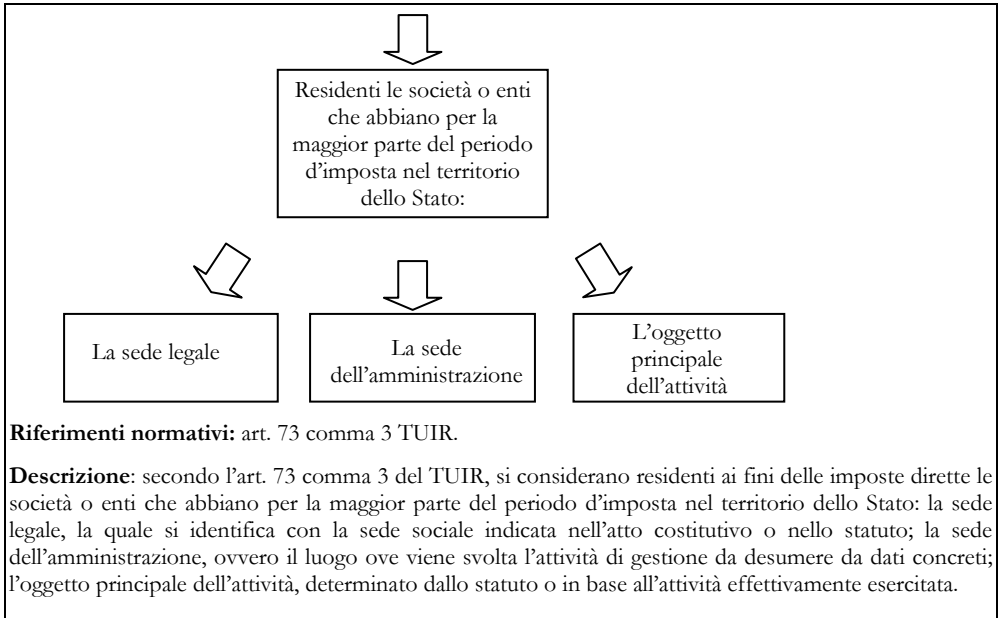 Residenti le società o enti
che abbiano per la
maggior parte del periodo
d’imposta nel territorio
dello Stato:
La sede legale
La sede
dell’amministrazione
L’oggetto
principale
dell’attività
Riferimenti normativi: art. 73 comma 3 TUIR.
Descrizione: secondo l’art. 73 comma 3 del TUIR, si considerano residenti ai fini delle imposte dirette le
società o enti che abbiano per la maggior parte del periodo d’imposta nel territorio dello Stato: la sede
legale, la quale si identifica con la sede sociale indicata nell’atto costitutivo o nello statuto; la sede
dell’amministrazione, ovvero il luogo ove viene svolta l’attività di gestione da desumere da dati concreti;
l’oggetto principale dell’attività, determinato dallo statuto o in base all’attività effettivamente esercitata.